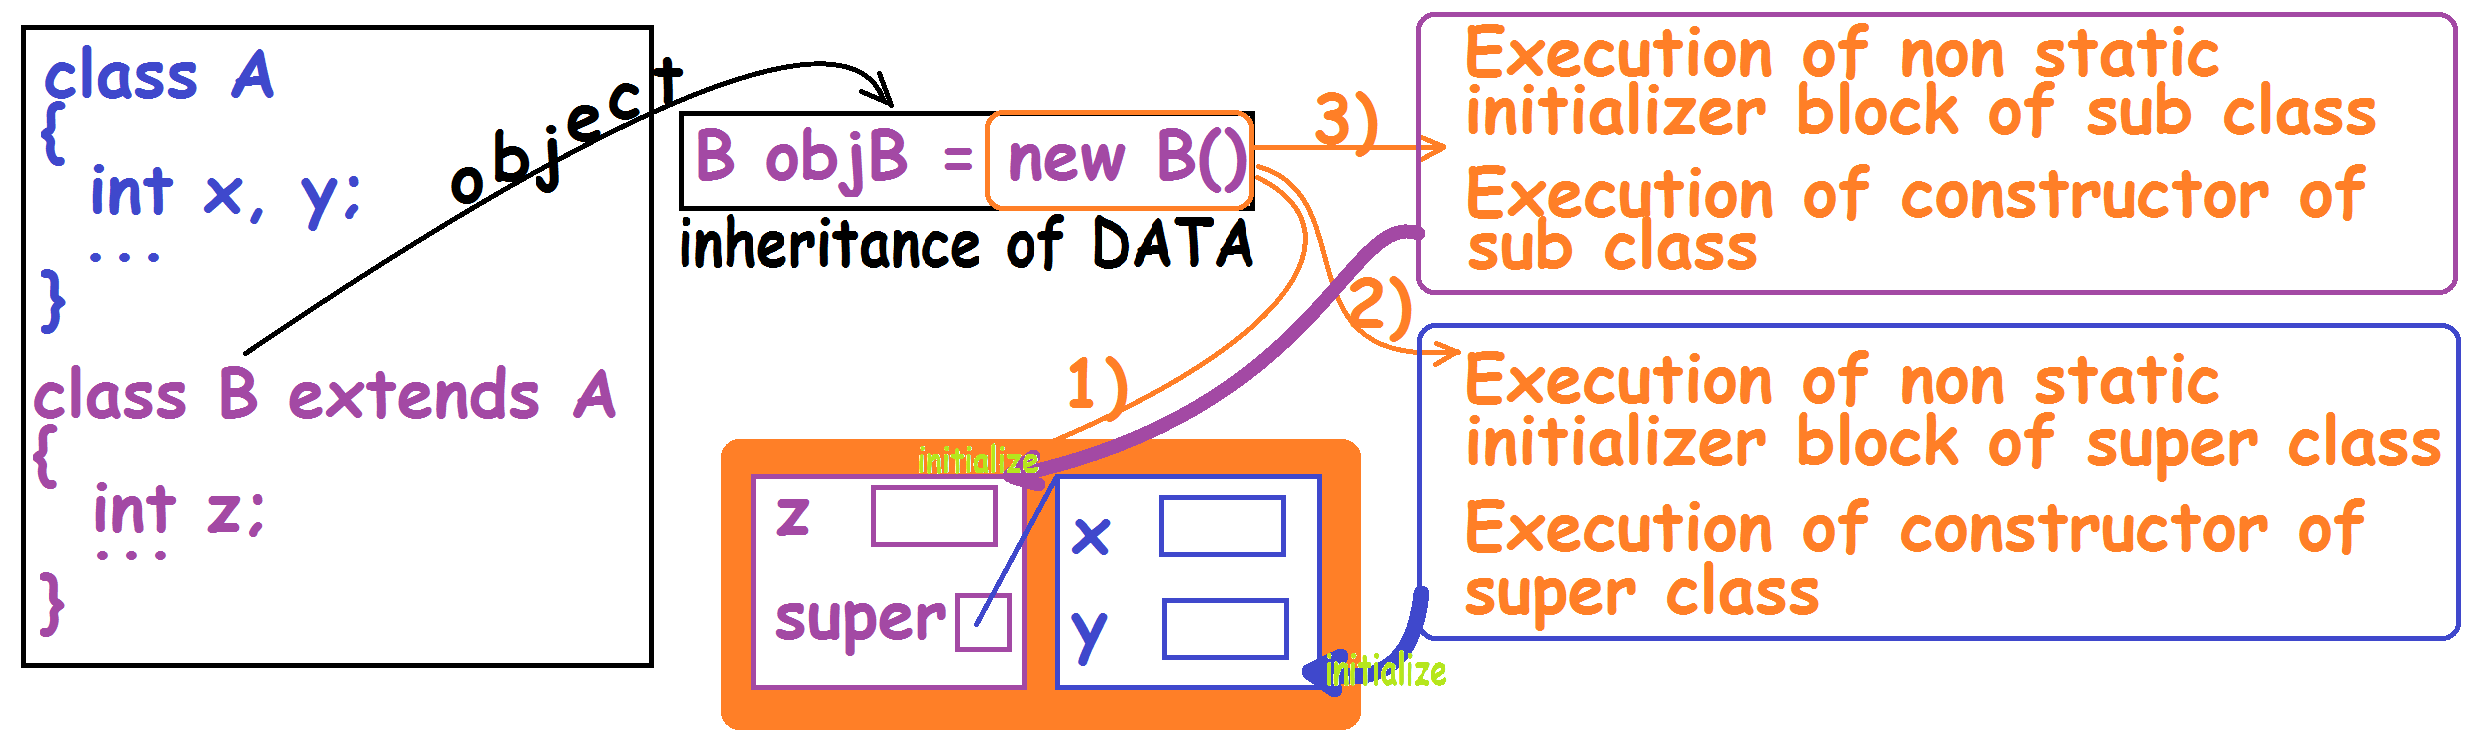 class A
{
int x, y;
...
}
class B extends A
{
int z;
...
}
object
B objB = new B()
inheritance of DATA
3)
Execution of non static
initializer block of sub class
Execution of constructor of
sub class
2)
Execution of non static
initializer block of super class
Execution of constructor of
super class
1)
initialize
z
super
x
y
initialize